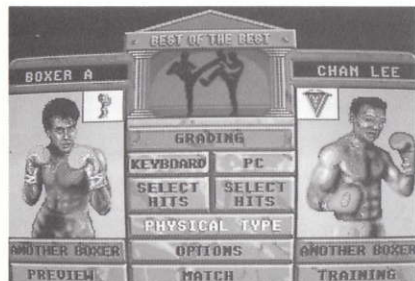 BEST OF THE BEST
BOXER A
CHAN LEE
GRADING
KEYBOARD PC
SELECT HITS SELECT HITS
PHYSICAL TYPE
ANOTHER BOXER OPTIONS ANOTHER BOXER
PREVIEW MATCH TRAINING